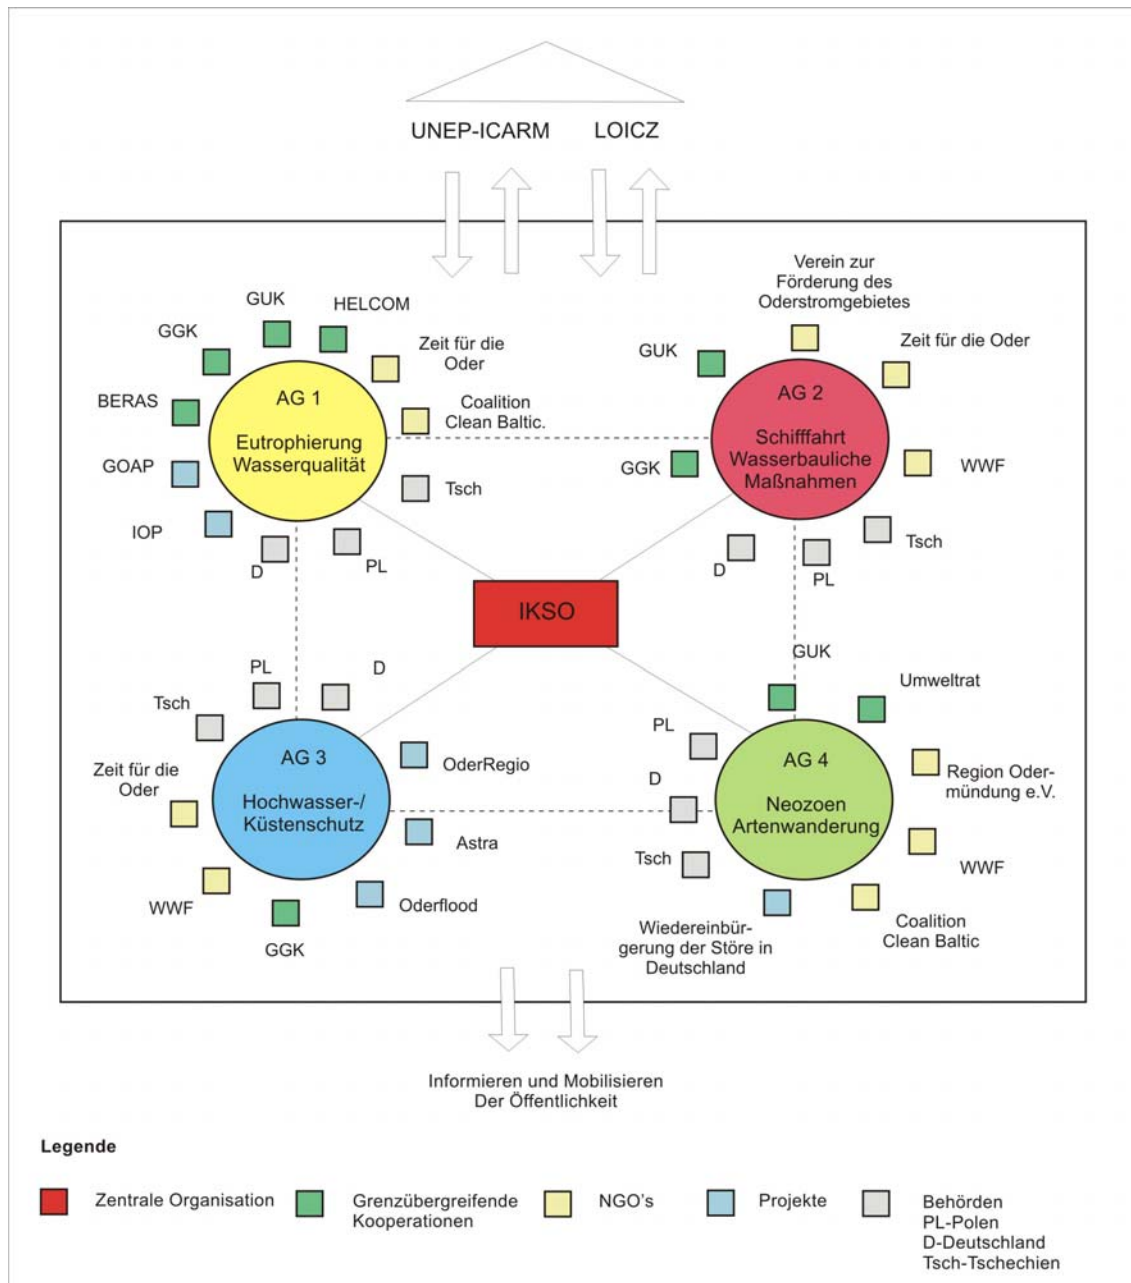 UNEP-ICARM LOICZ
GUK
HELCOM
GGK
Zeit für die
Oder
BERAS
Coalition
Clean Baltic.
GOAP
Tsch
IOP
D
PL
AG 1
Eutrophierung
Wasserqualität
Verein zur
Förderung des
Oderstromgebietes
GUK
Zeit für die Oder
GGK
WWF
Tsch
D
PL
AG 2
Schifffahrt
Wasserbauliche
Maßnahmen
IKSO
PL
D
Tsch
Zeit für die
Oder
OderRegio
Astra
WWF
Oderflood
GGK
AG 3
Hochwasser-/
Küstenschutz
GUK
Umweltrat
PL
D
Region Oder-
mündung e.V.
Tsch
WWF
Wiedereinbür-
gerung der Störe in
Deutschland
Coalition
Clean Baltic
AG 4
Neozoen
Artenwanderung
Informieren und Mobilisieren
Der Öffentlichkeit
Legende
Zentrale Organisation
Grenzübergreifende
Kooperationen
NGO's
Projekte
Behörden
PL-Polen
D-Deutschland
Tsch-Tschechien